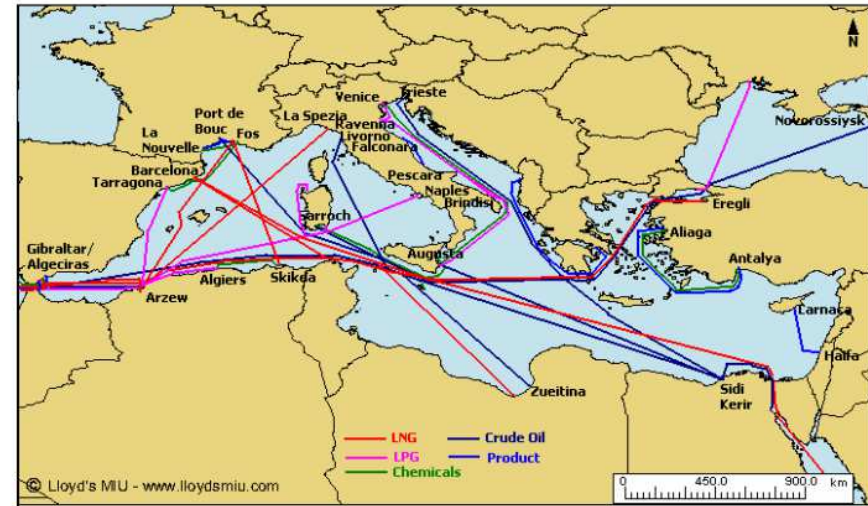 N
Venice
Trieste
Port de
Bouc
La Spezia
Ravenna
Novorossiysk
La
Nouvelle
Fos
Livorno
Falconara
Barcelona
Tarragona
Pescara
Naples
Brindisi
Eregli
Sarroch
Aliaga
Gibraltar/
Algeciras
Augusta
Antalya
Algiers
Skikda
Arzew
Larnaca
Haifa
Zueitina
Sidi
Kerir
LNG
Crude Oil
LPG
Product
Chemicals
0 450.0 900.0 km
© Lloyd's MIU - www.lloydsmiu.com